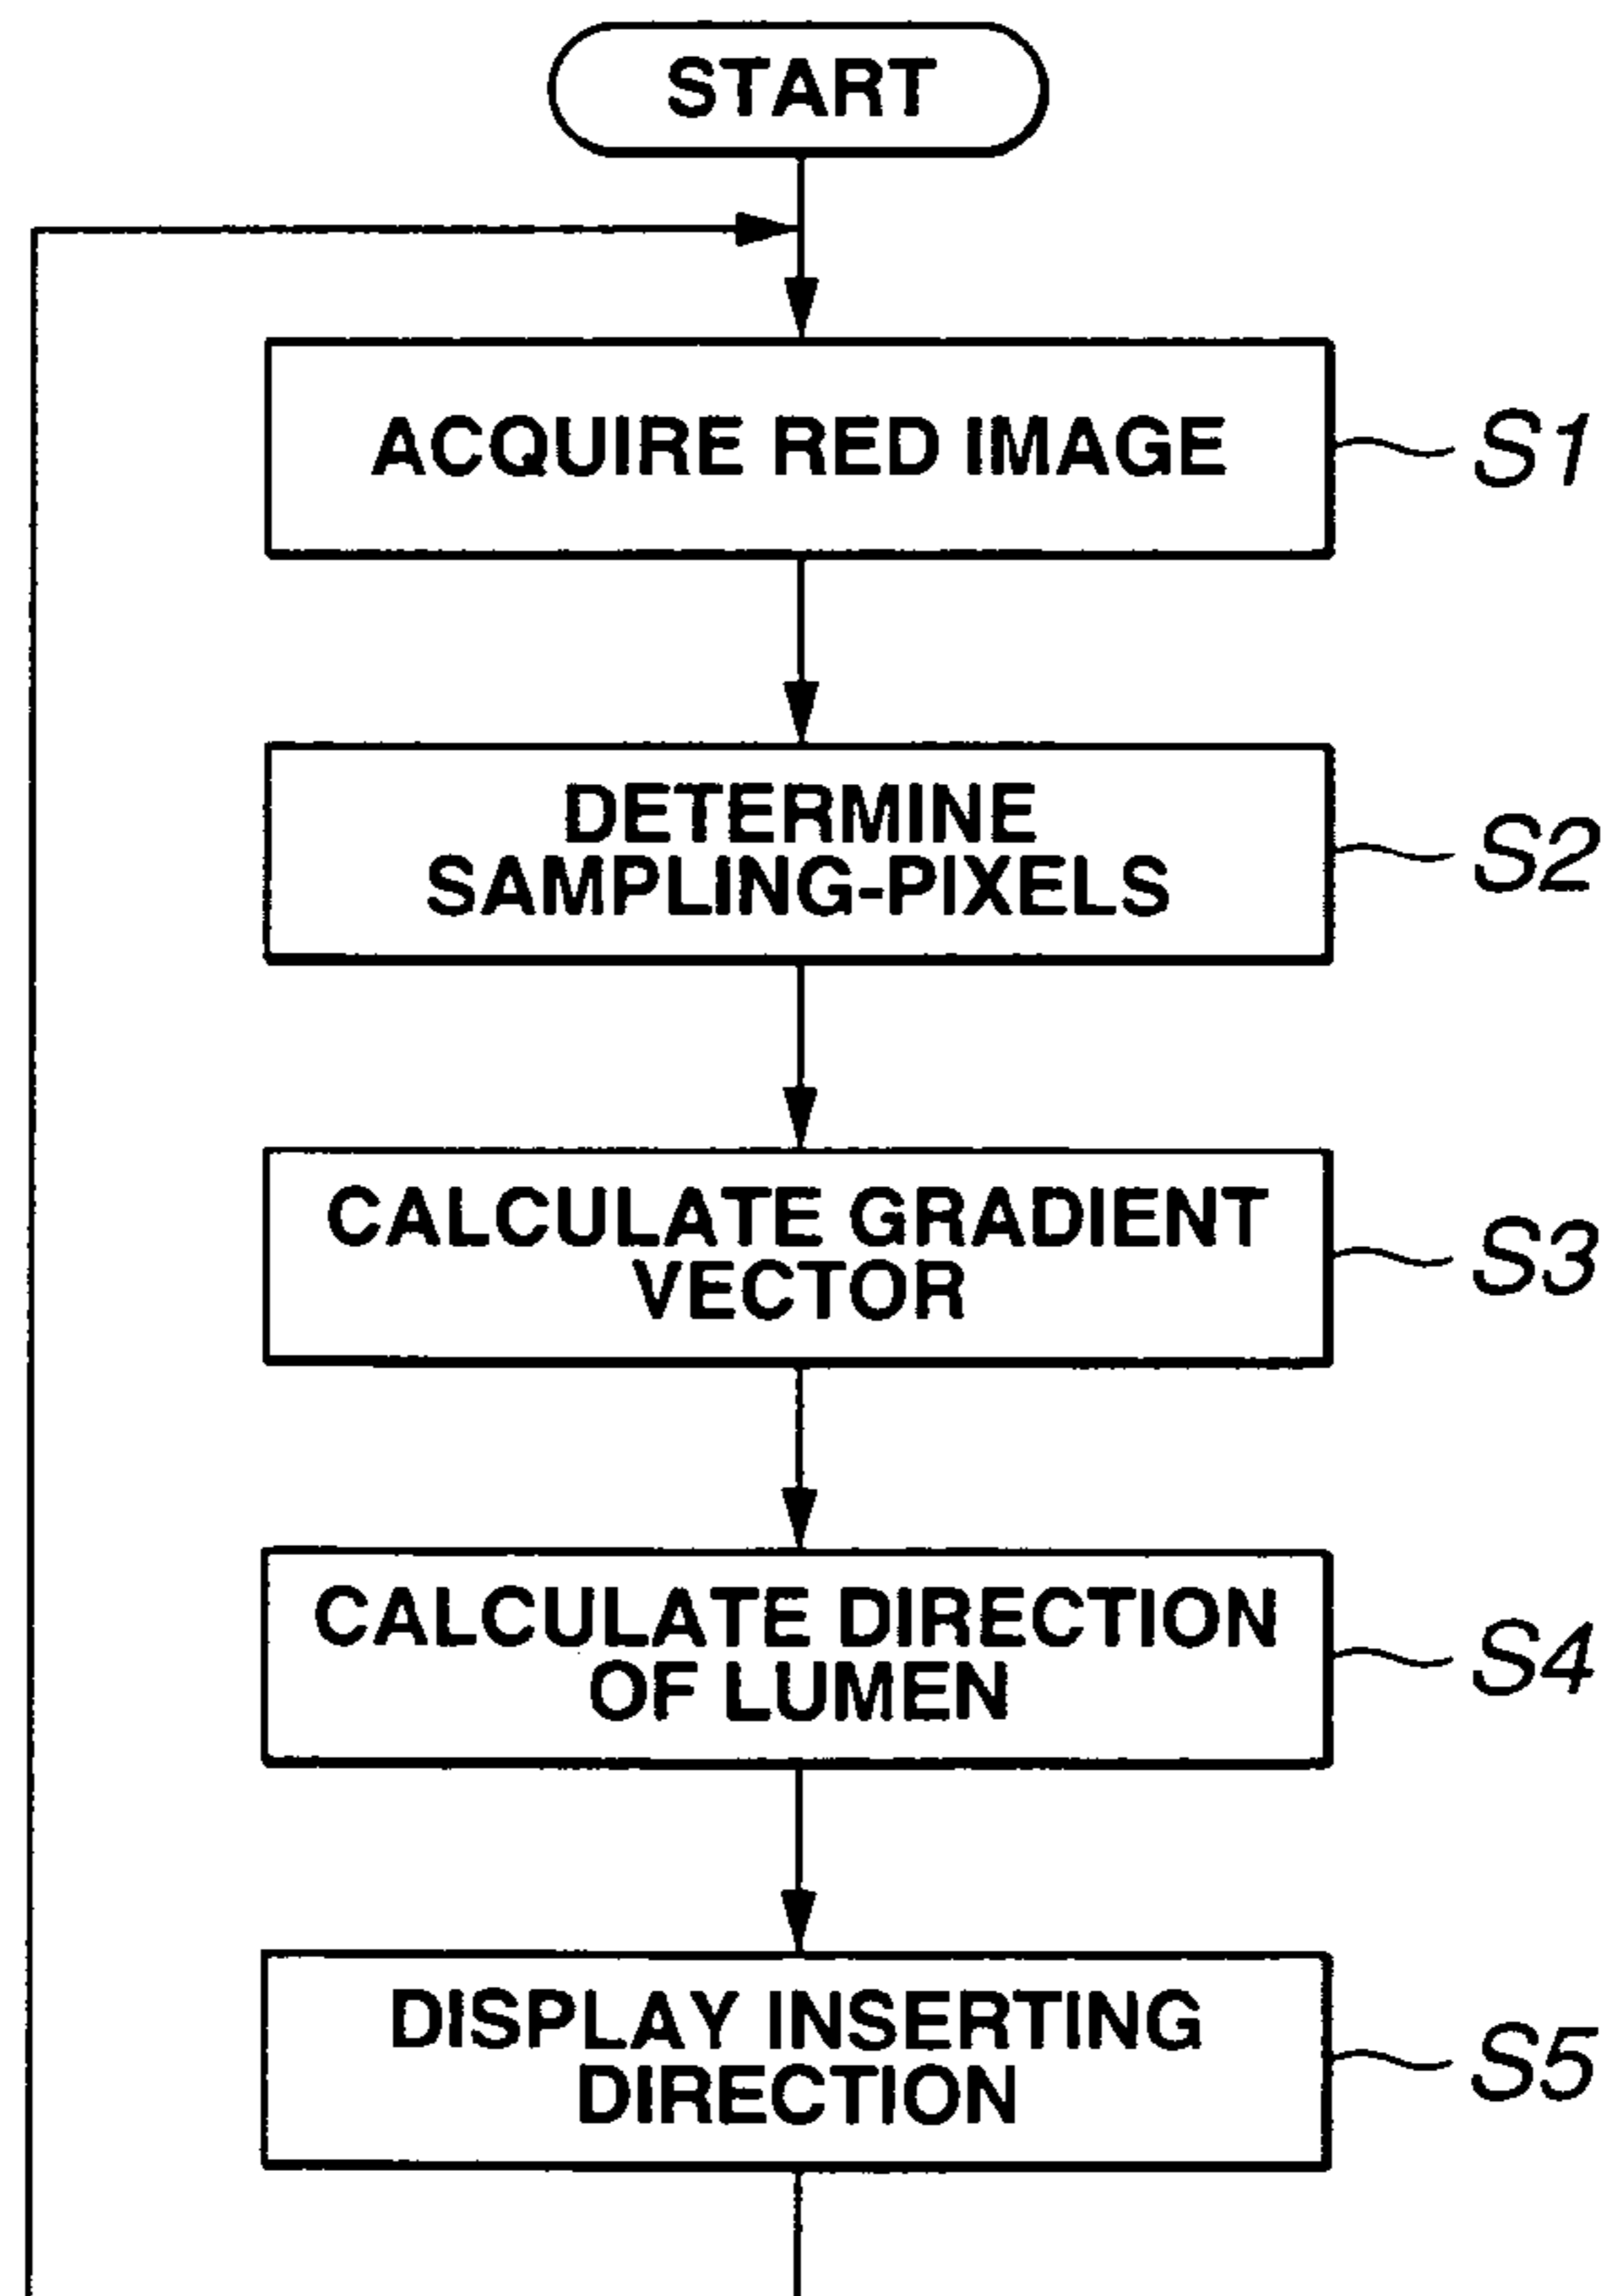 START
ACQUIRE RED IMAGE
S1
DETERMINE
SAMPLING-PIXELS
S2
CALCULATE GRADIENT
VECTOR
S3
CALCULATE DIRECTION
OF LUMEN
S4
DISPLAY INSERTING
DIRECTION
S5